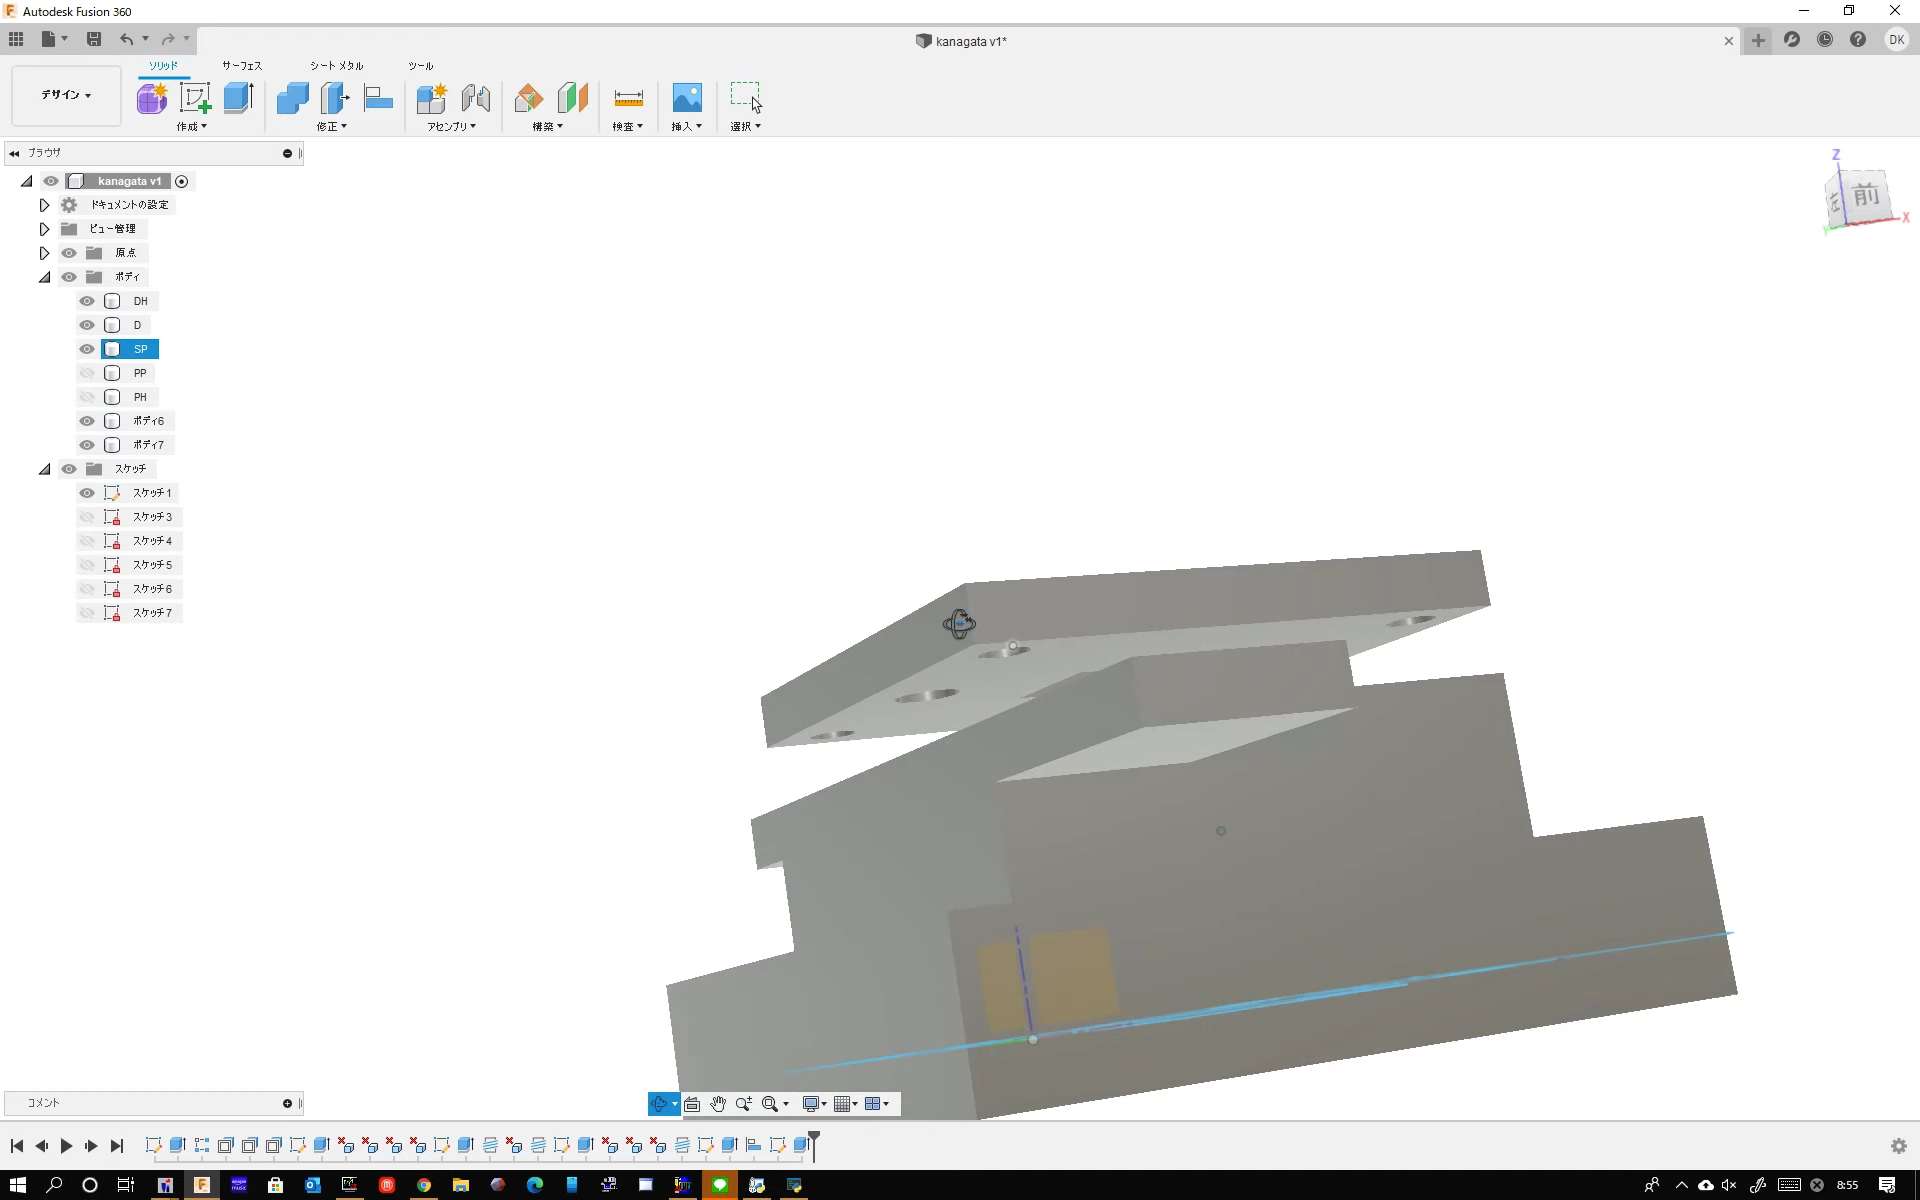 Autodesk Fusion 360
kanagata v1*
DK
デザイン
ソリッド
サーフェス
シート メタル
ツール
作成
修正
アセンブリ
構築
検査
挿入
選択
ブラウザ
kanagata v1
ドキュメントの設定
ビュー管理
原点
ボディ
DH
D
SP
PP
PH
ボディ6
ボディ7
スケッチ
スケッチ1
スケッチ3
スケッチ4
スケッチ5
スケッチ6
スケッチ7
Z
左
前
X
Y
コメント
8:55